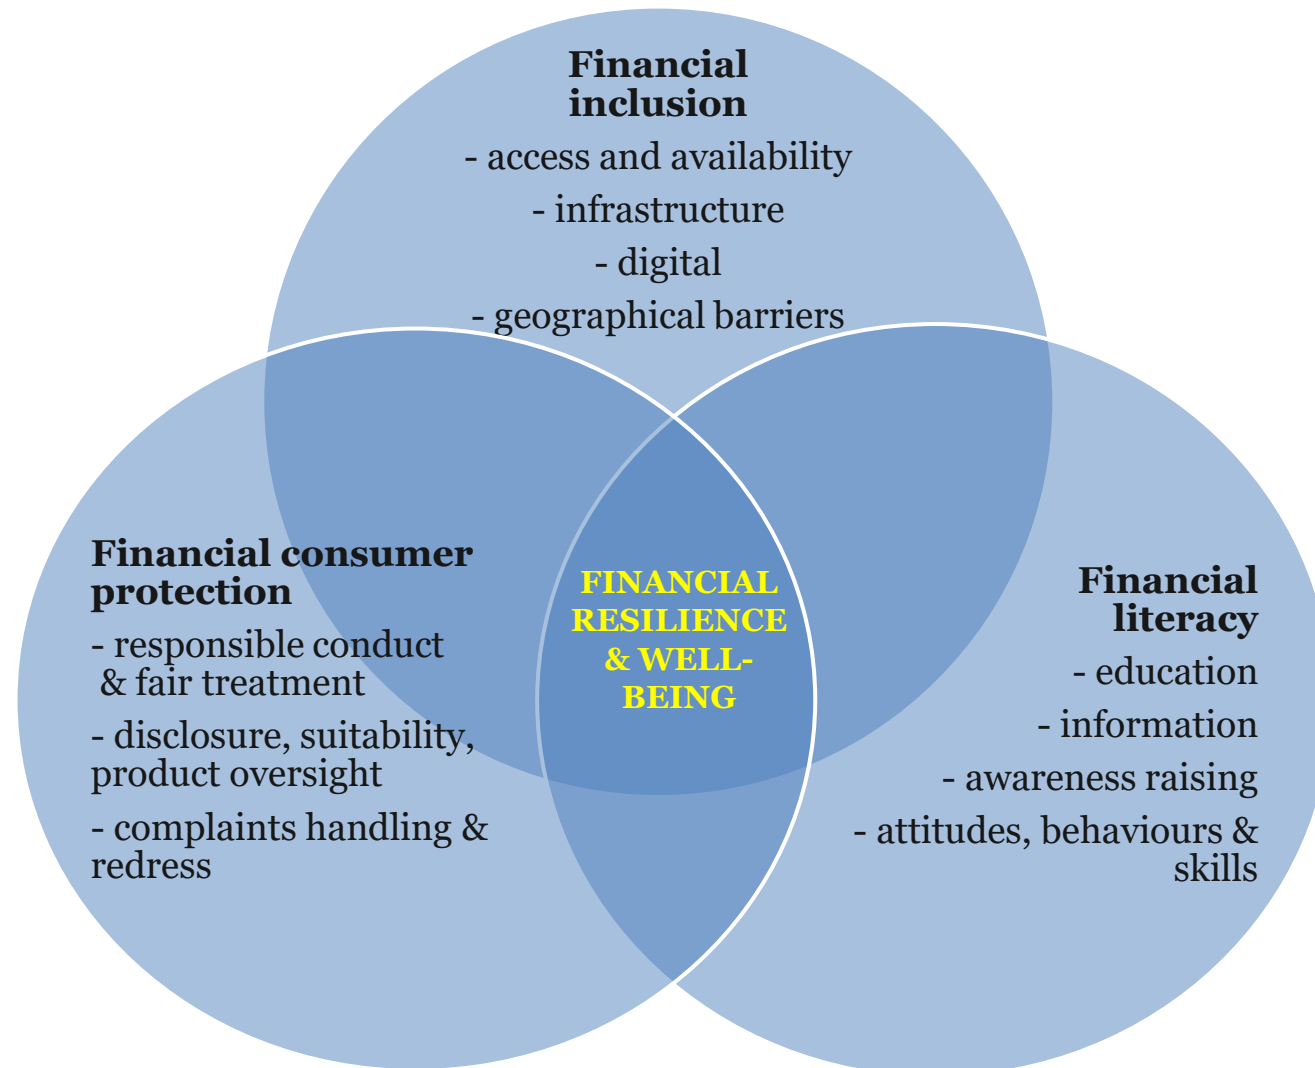 Financial
inclusion
- access and availability
- infrastructure
- digital
- geographical barriers
Financial consumer
protection
- responsible conduct
& fair treatment
- disclosure, suitability,
product oversight
- complaints handling &
redress
FINANCIAL
RESILIENCE
& WELL-
BEING
Financial
literacy
- education
- information
- awareness raising
- attitudes, behaviours &
skills